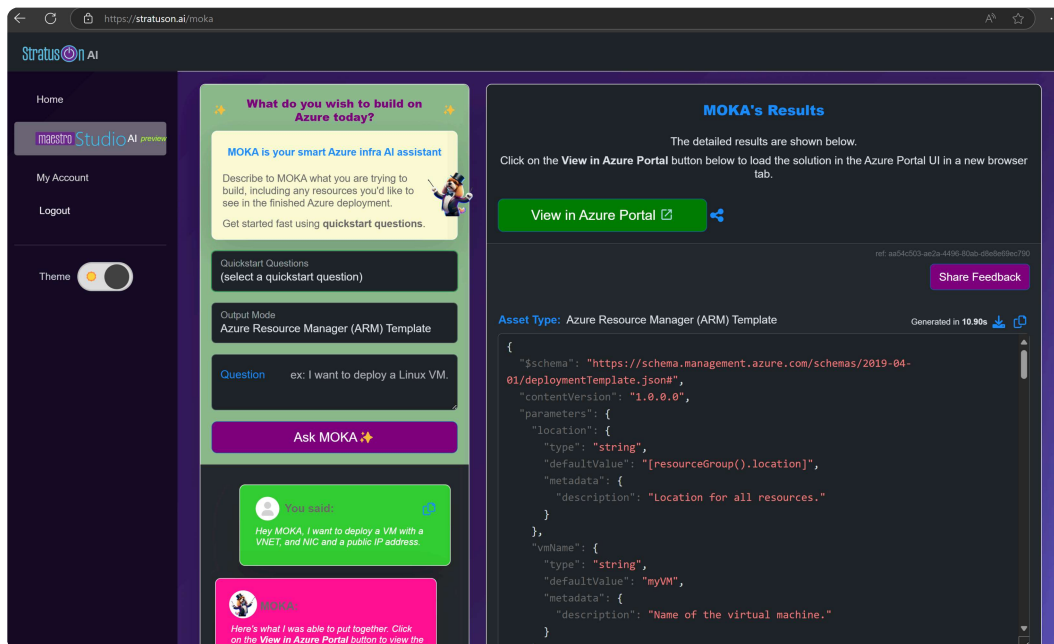 https://stratuson.ai/moka
StratusOn AI
Home
maestro Studio AI preview
My Account
Logout
Theme
What do you wish to build on
Azure today?
MOKA is your smart Azure infra AI assistant
Describe to MOKA what you are trying to
build, including any resources you'd like to
see in the finished Azure deployment.
Get started fast using quickstart questions.
Quickstart Questions
(select a quickstart question)
Output Mode
Azure Resource Manager (ARM) Template
Question ex: I want to deploy a Linux VM.
Ask MOKA✨
You said:
Hey MOKA, I want to deploy a VM with a
VNET, and NIC and a public IP address.
MOKA:
Here's what I was able to put together. Click
on the View in Azure Portal button to view the
MOKA's Results
The detailed results are shown below.
Click on the View in Azure Portal button below to load the solution in the Azure Portal UI in a new browser
tab.
View in Azure Portal
ref: aa54c503-ae2a-4496-80ab-d8e8e69ec790
Share Feedback
Asset Type: Azure Resource Manager (ARM) Template
Generated in 10.90s
{
"$schema": "https://schema.management.azure.com/schemas/2019-04-
01/deploymentTemplate.json#",
"contentVersion": "1.0.0.0",
"parameters": {
"location": {
"type": "string",
"defaultValue": "[resourceGroup().location]",
"metadata": {
"description": "Location for all resources."
}
},
"vmName": {
"type": "string",
"defaultValue": "myVM",
"metadata": {
"description": "Name of the virtual machine."
}